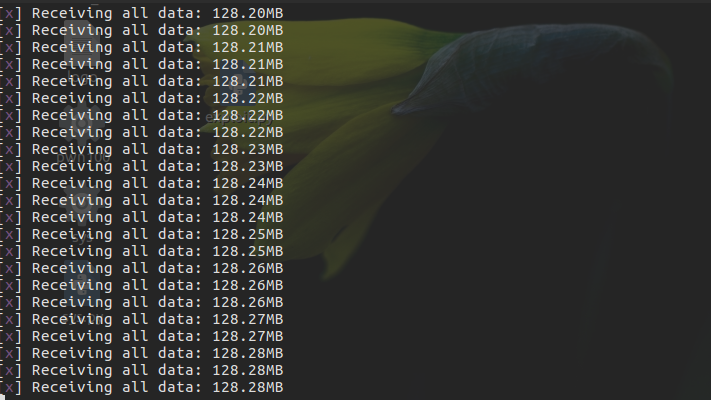 [x] Receiving all data: 128.20MB
[x] Receiving all data: 128.20MB
[x] Receiving all data: 128.21MB
[x] Receiving all data: 128.21MB
[x] Receiving all data: 128.21MB
[x] Receiving all data: 128.22MB
[x] Receiving all data: 128.22MB
[x] Receiving all data: 128.22MB
[x] Receiving all data: 128.23MB
[x] Receiving all data: 128.23MB
[x] Receiving all data: 128.24MB
[x] Receiving all data: 128.24MB
[x] Receiving all data: 128.24MB
[x] Receiving all data: 128.25MB
[x] Receiving all data: 128.25MB
[x] Receiving all data: 128.26MB
[x] Receiving all data: 128.26MB
[x] Receiving all data: 128.26MB
[x] Receiving all data: 128.27MB
[x] Receiving all data: 128.27MB
[x] Receiving all data: 128.28MB
[x] Receiving all data: 128.28MB
[x] Receiving all data: 128.28MB